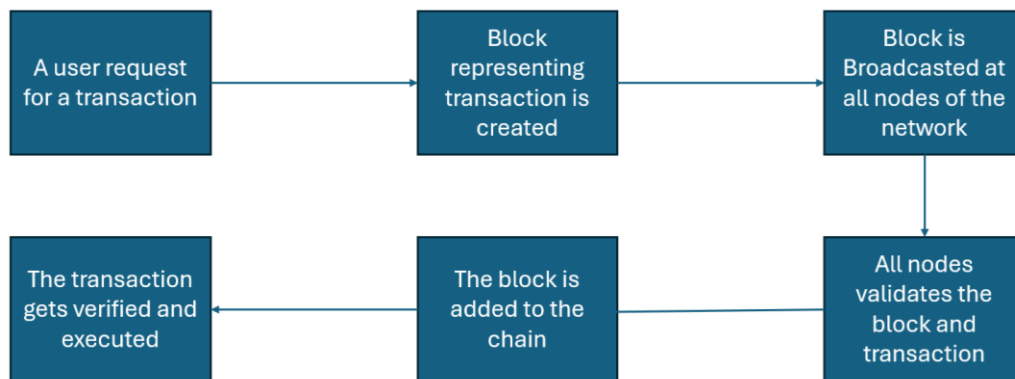 A user request
for a transaction
Block
representing
transaction is
created
Block is
Broadcasted at
all nodes of the
network
All nodes
validates the
block and
transaction
The block is
added to the
chain
The transaction
gets verified and
executed